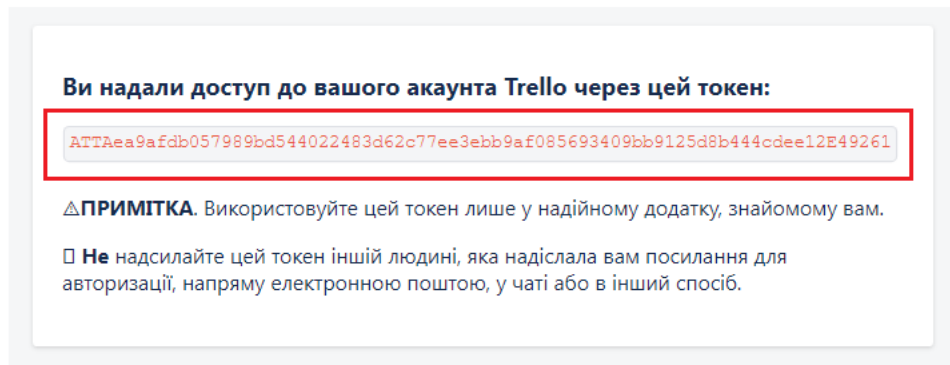 Ви надали доступ до вашого акаунта Trello через цей токен:
ATTAea9afdb057989bd544022483d62c77ee3ebb9af085693409bb9125d8b444cdee12E49261
⚠ПРИМІТКА. Використовуйте цей токен лише у надійному додатку, знайомому вам.
Не надсилайте цей токен іншій людині, яка надіслала вам посилання для
авторизації, напряму електронною поштою, у чаті або в інший спосіб.